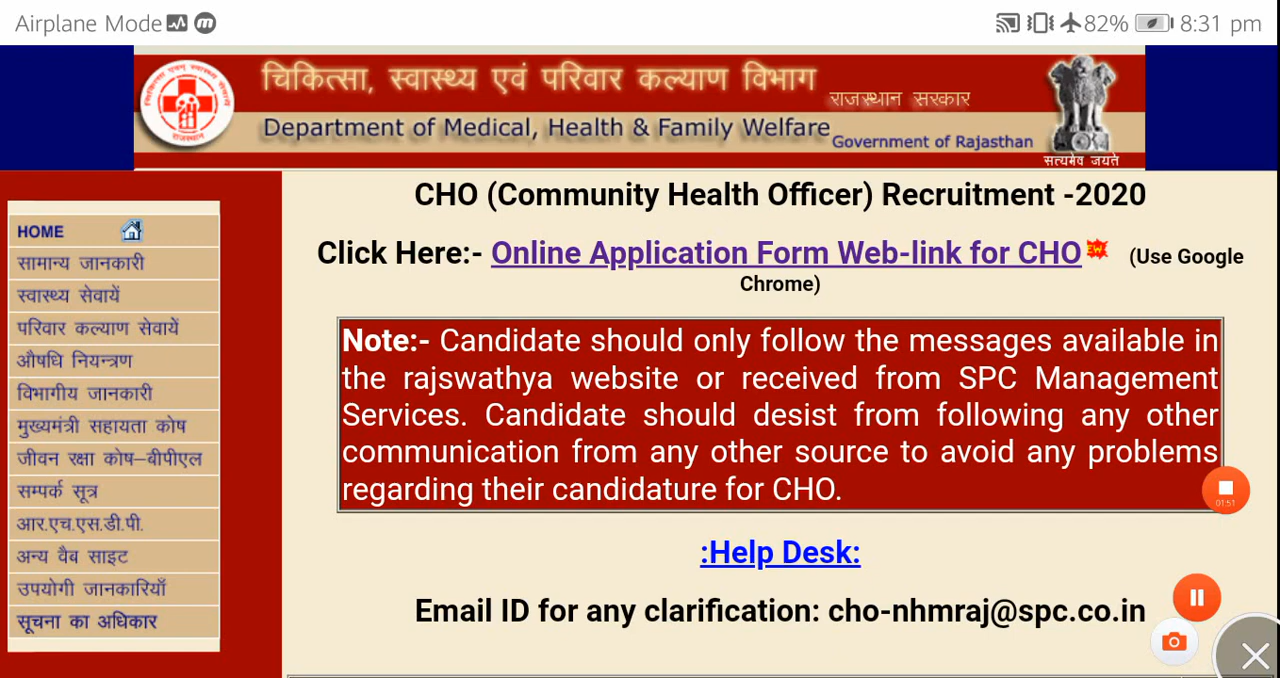 Airplane Mode
82% 8:31 pm
चिकित्सा, स्वास्थ्य एवं परिवार कल्याण विभाग
राजस्थान सरकार
Department of Medical, Health & Family Welfare
Government of Rajasthan
सत्यमेव जयते
CHO (Community Health Officer) Recruitment -2020
Click Here:- Online Application Form Web-link for CHO (Use Google
Chrome)
HOME
सामान्य जानकारी
स्वास्थ्य सेवायें
परिवार कल्याण सेवायें
औषधि नियन्त्रण
विभागीय जानकारी
मुख्यमंत्री सहायता कोष
जीवन रक्षा कोष–बीपीएल
सम्पर्क सूत्र
आर.एच.एस.डी.पी.
अन्य वैब साइट
उपयोगी जानकारियाँ
सूचना का अधिकार
Note:- Candidate should only follow the messages available in
the rajswathya website or received from SPC Management
Services. Candidate should desist from following any other
communication from any other source to avoid any problems
regarding their candidature for CHO.
01:51
:Help Desk:
Email ID for any clarification: cho-nhmraj@spc.co.in